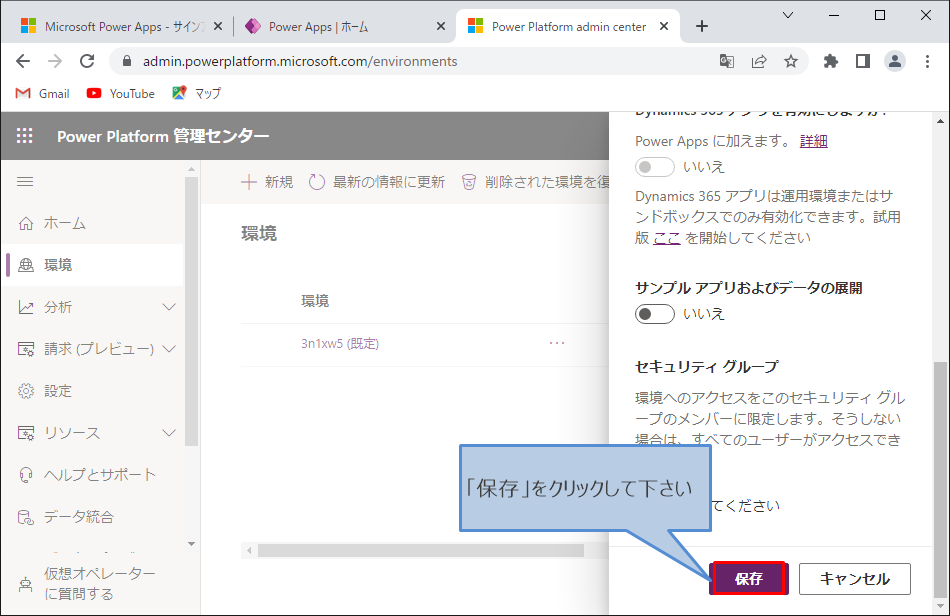 Microsoft Power Apps - サイン
Power Apps | ホーム
Power Platform admin center
admin.powerplatform.microsoft.com/environments
Gmail
YouTube
マップ
Power Platform 管理センター
ホーム
環境
分析
請求 (プレビュー)
設定
リソース
ヘルプとサポート
データ統合
仮想オペレーター
に質問する
新規
最新の情報に更新
削除された環境を復
環境
環境
3n1xw5 (既定)
Dynamics 365 アプリを有効にしますか?
Power Apps に加えます。 詳細
いいえ
Dynamics 365 アプリは運用環境またはサ
ンドボックスでのみ有効化できます。試用
版 ここ を開始してください
サンプル アプリおよびデータの展開
いいえ
セキュリティ グループ
環境へのアクセスをこのセキュリティ グル
ープのメンバーに限定します。そうしない
場合は、すべてのユーザーがアクセスでき
てください
「保存」をクリックして下さい
保存
キャンセル